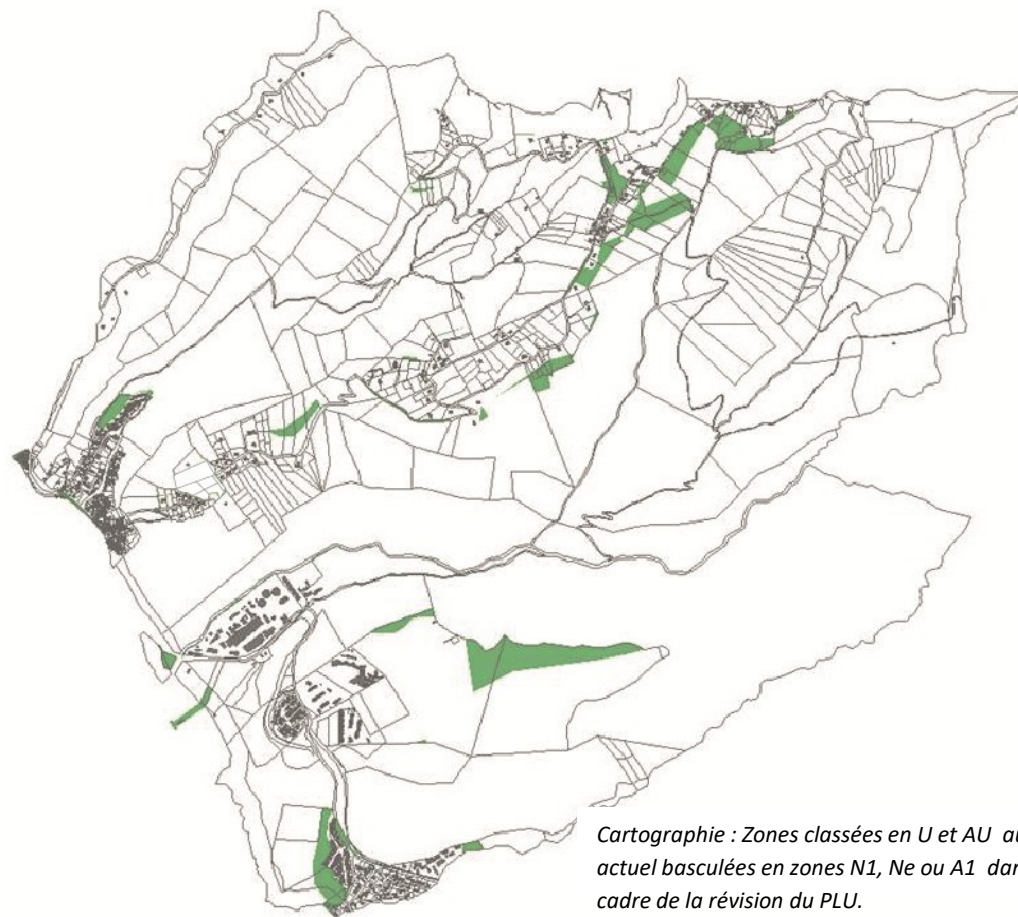 Cartographie : Zones classées en U et AU
actuel basculées en zones N1, Ne ou A1
cadre de la révision du PLU.